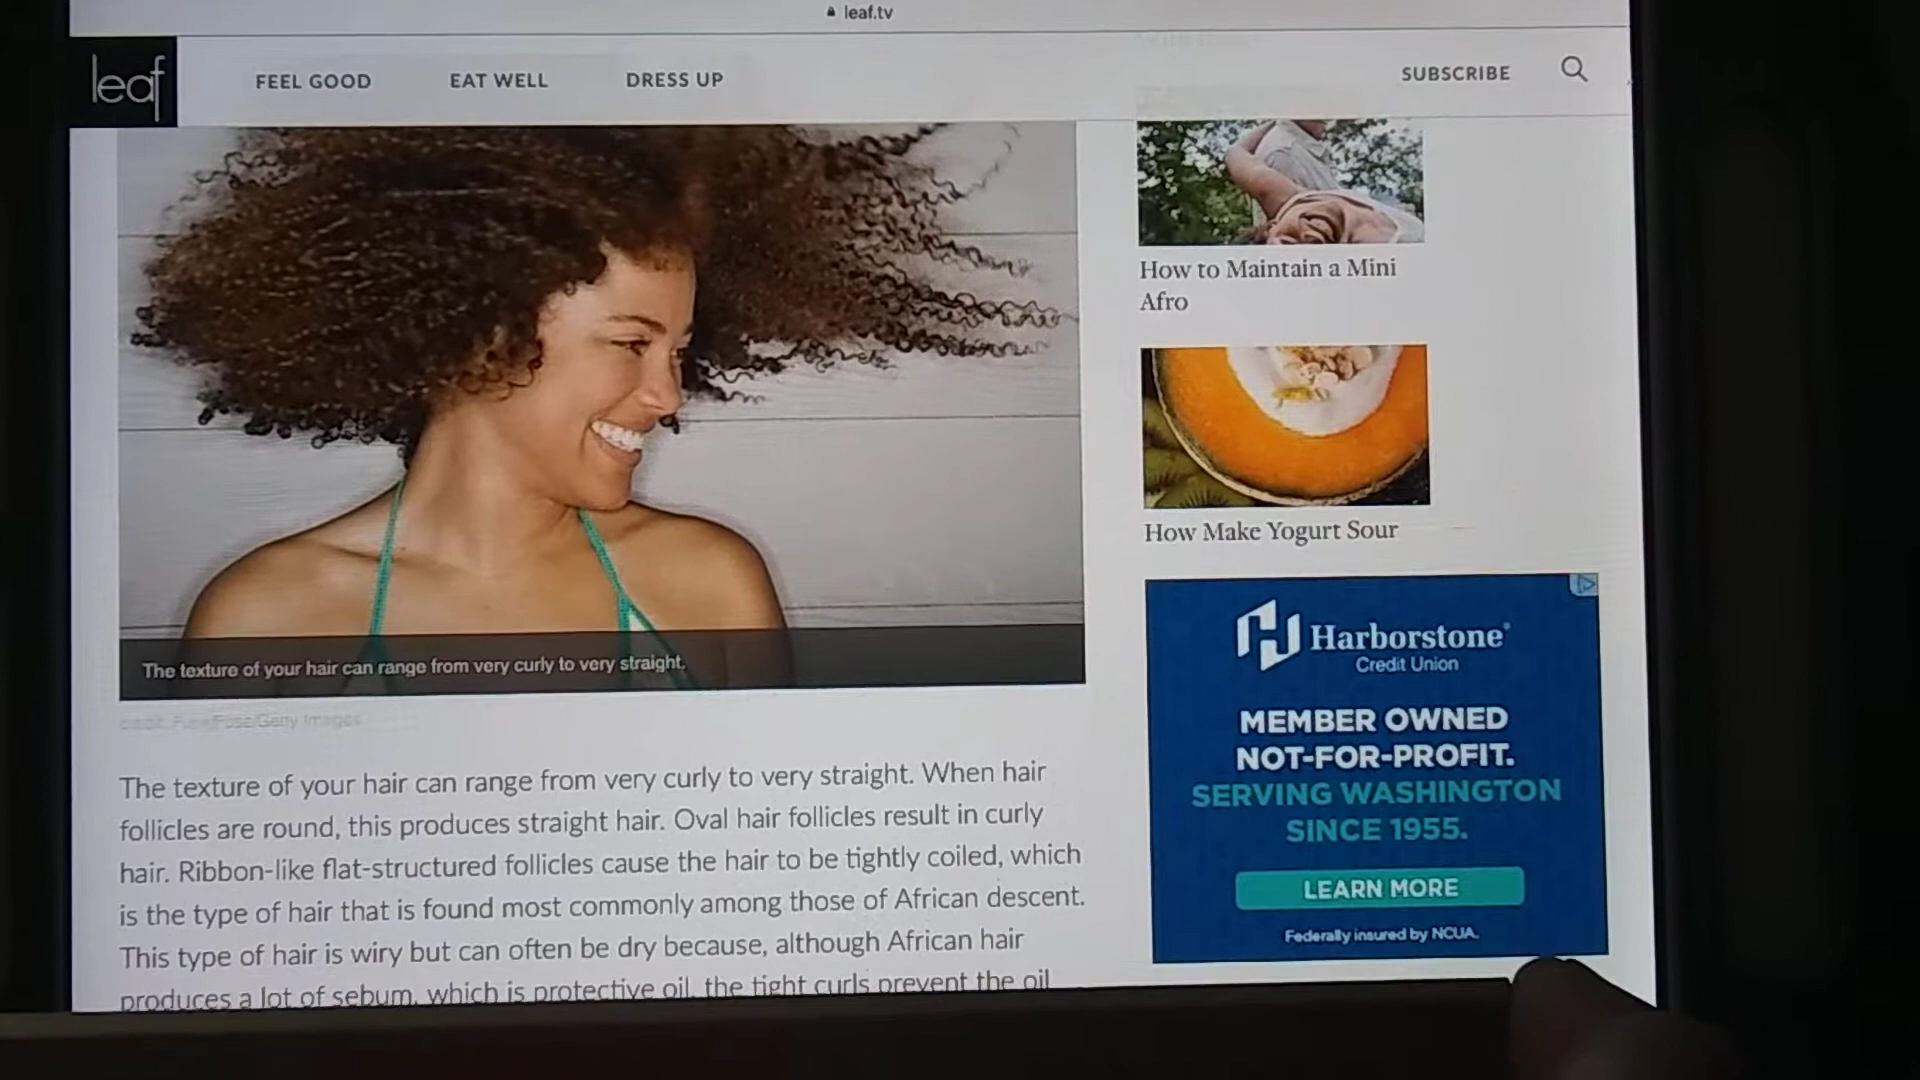 leaf.tv
leaf
FEEL GOOD
EAT WELL
DRESS UP
SUBSCRIBE
The texture of your hair can range from very curly to very straight.
credit: Fuse/Fuse/Getty Images
The texture of your hair can range from very curly to very straight. When hair
follicles are round, this produces straight hair. Oval hair follicles result in curly
hair. Ribbon-like flat-structured follicles cause the hair to be tightly coiled, which
is the type of hair that is found most commonly among those of African descent.
This type of hair is wiry but can often be dry because, although African hair
produces a lot of sebum, which is protective oil, the tight curls prevent the oil
How to Maintain a Mini
Afro
How Make Yogurt Sour
Harborstone®
Credit Union
MEMBER OWNED
NOT-FOR-PROFIT.
SERVING WASHINGTON
SINCE 1955.
LEARN MORE
Federally insured by NCUA.